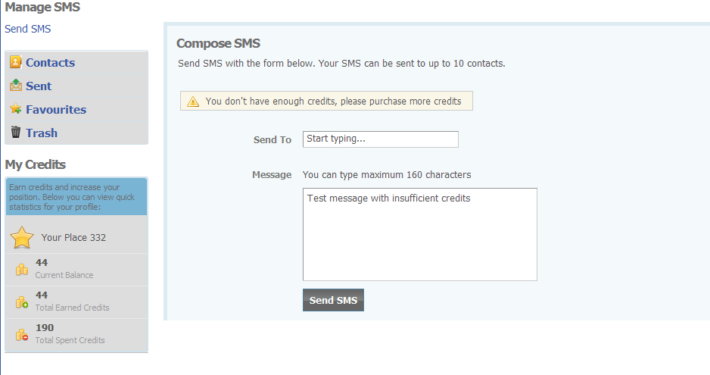 Manage SMS
Send SMS
Contacts
Sent
Favourites
Trash
My Credits
Earn credits and increase your
position. Below you can view quick
statistics for your profile:
Your Place 332
44
Current Balance
44
Total Earned Credits
190
Total Spent Credits
Compose SMS
Send SMS with the form below. Your SMS can be sent to up to 10 contacts.
You don't have enough credits, please purchase more credits
Send To Start typing...
Message You can type maximum 160 characters
Test message with insufficient credits
Send SMS